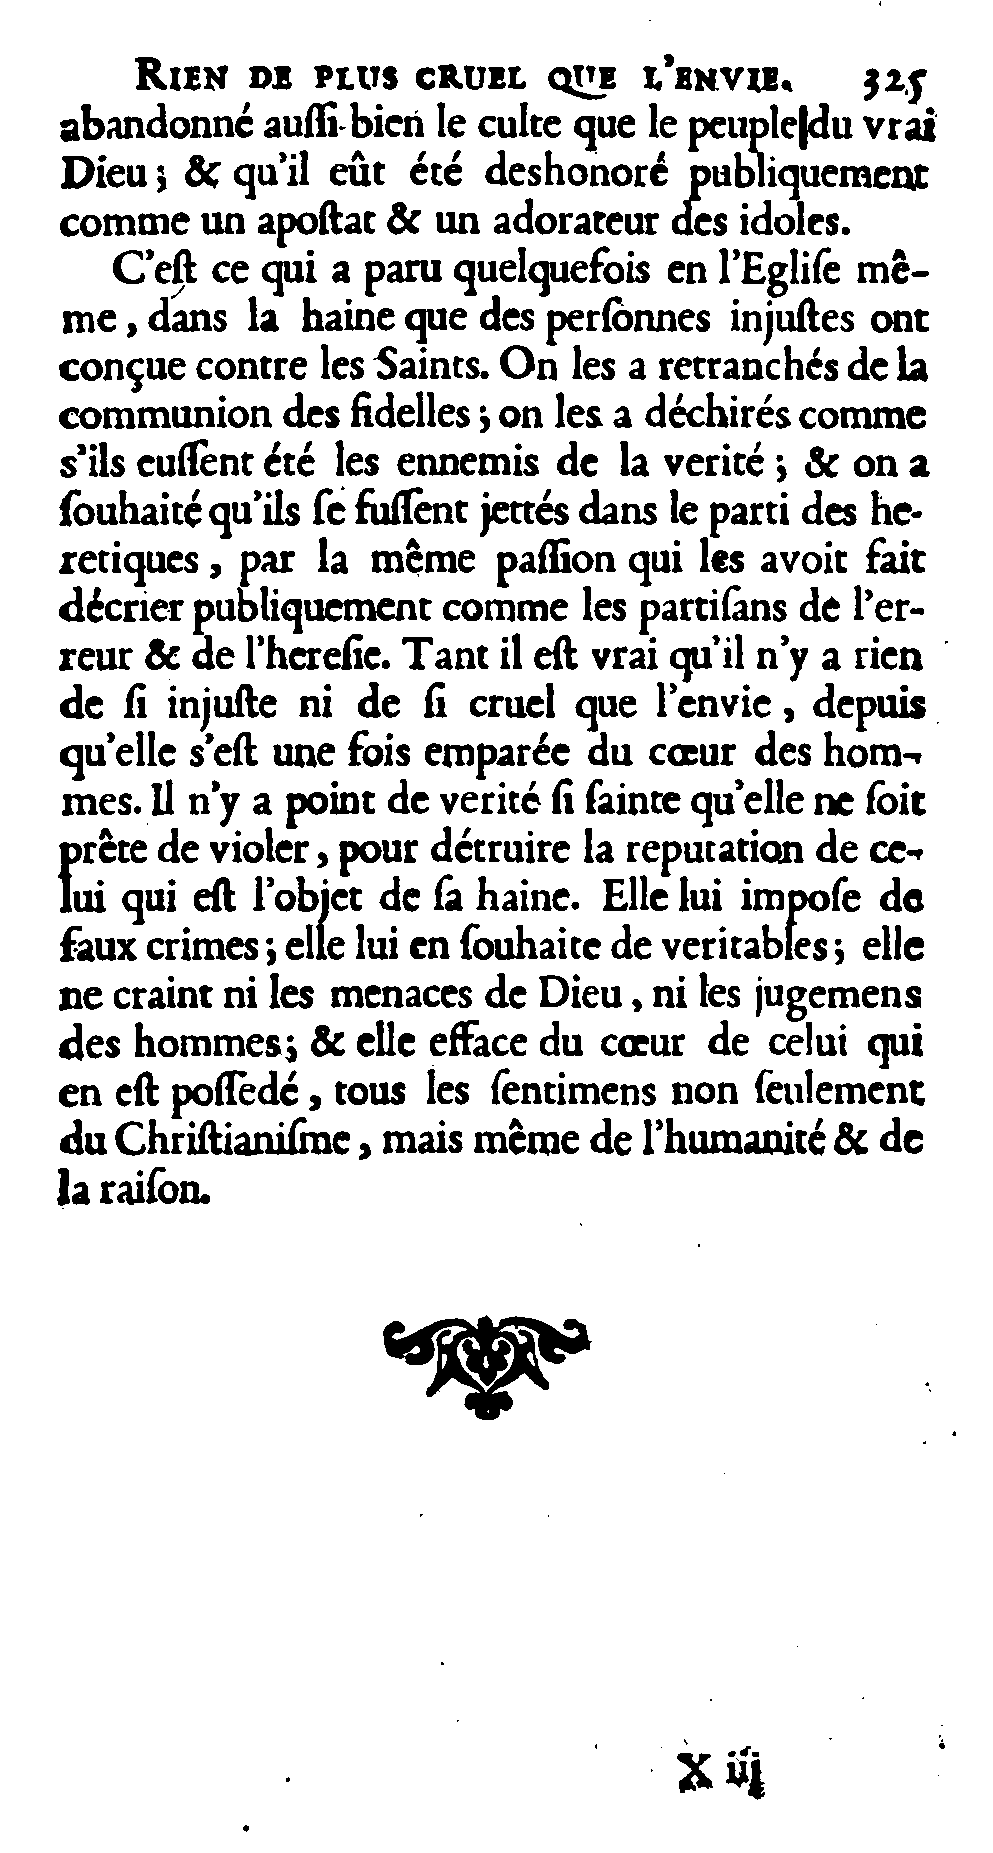 RIEN DE PLUS CRUEL QUE L'ENVIE. 325
abandonné auſſi-bien le culte que le peuple du vrai
Dieu; & qu'il eût été deshonoré publiquement
comme un apoſtat & un adorateur des idoles.
C'eſt ce qui a paru quelquefois en l'Egliſe mê-
me, dans la haine que des perſonnes injuſtes ont
conçue contre les Saints. On les a retranchés de la
communion des fidelles; on les a déchirés comme
s'ils euſſent été les ennemis de la verité; & on a
ſouhaité qu'ils ſe fuſſent jettés dans le parti des he-
retiques, par la même paſſion qui les avoit fait
décrier publiquement comme les partiſans de l'er-
reur & de l'hereſie. Tant il eſt vrai qu'il n'y a rien
de ſi injuſte ni de ſi cruel que l'envie, depuis
qu'elle s'eſt une fois emparée du cœur des hom-
mes. Il n'y a point de verité ſi ſainte qu'elle ne ſoit
prête de violer, pour détruire la reputation de ce-
lui qui eſt l'objet de ſa haine. Elle lui impoſe de
faux crimes; elle lui en ſouhaite de veritables; elle
ne craint ni les menaces de Dieu, ni les jugemens
des hommes; & elle efface du cœur de celui qui
en eſt poſſedé, tous les ſentimens non ſeulement
du Chriſtianiſme, mais même de l'humanité & de
la raiſon.
X iij